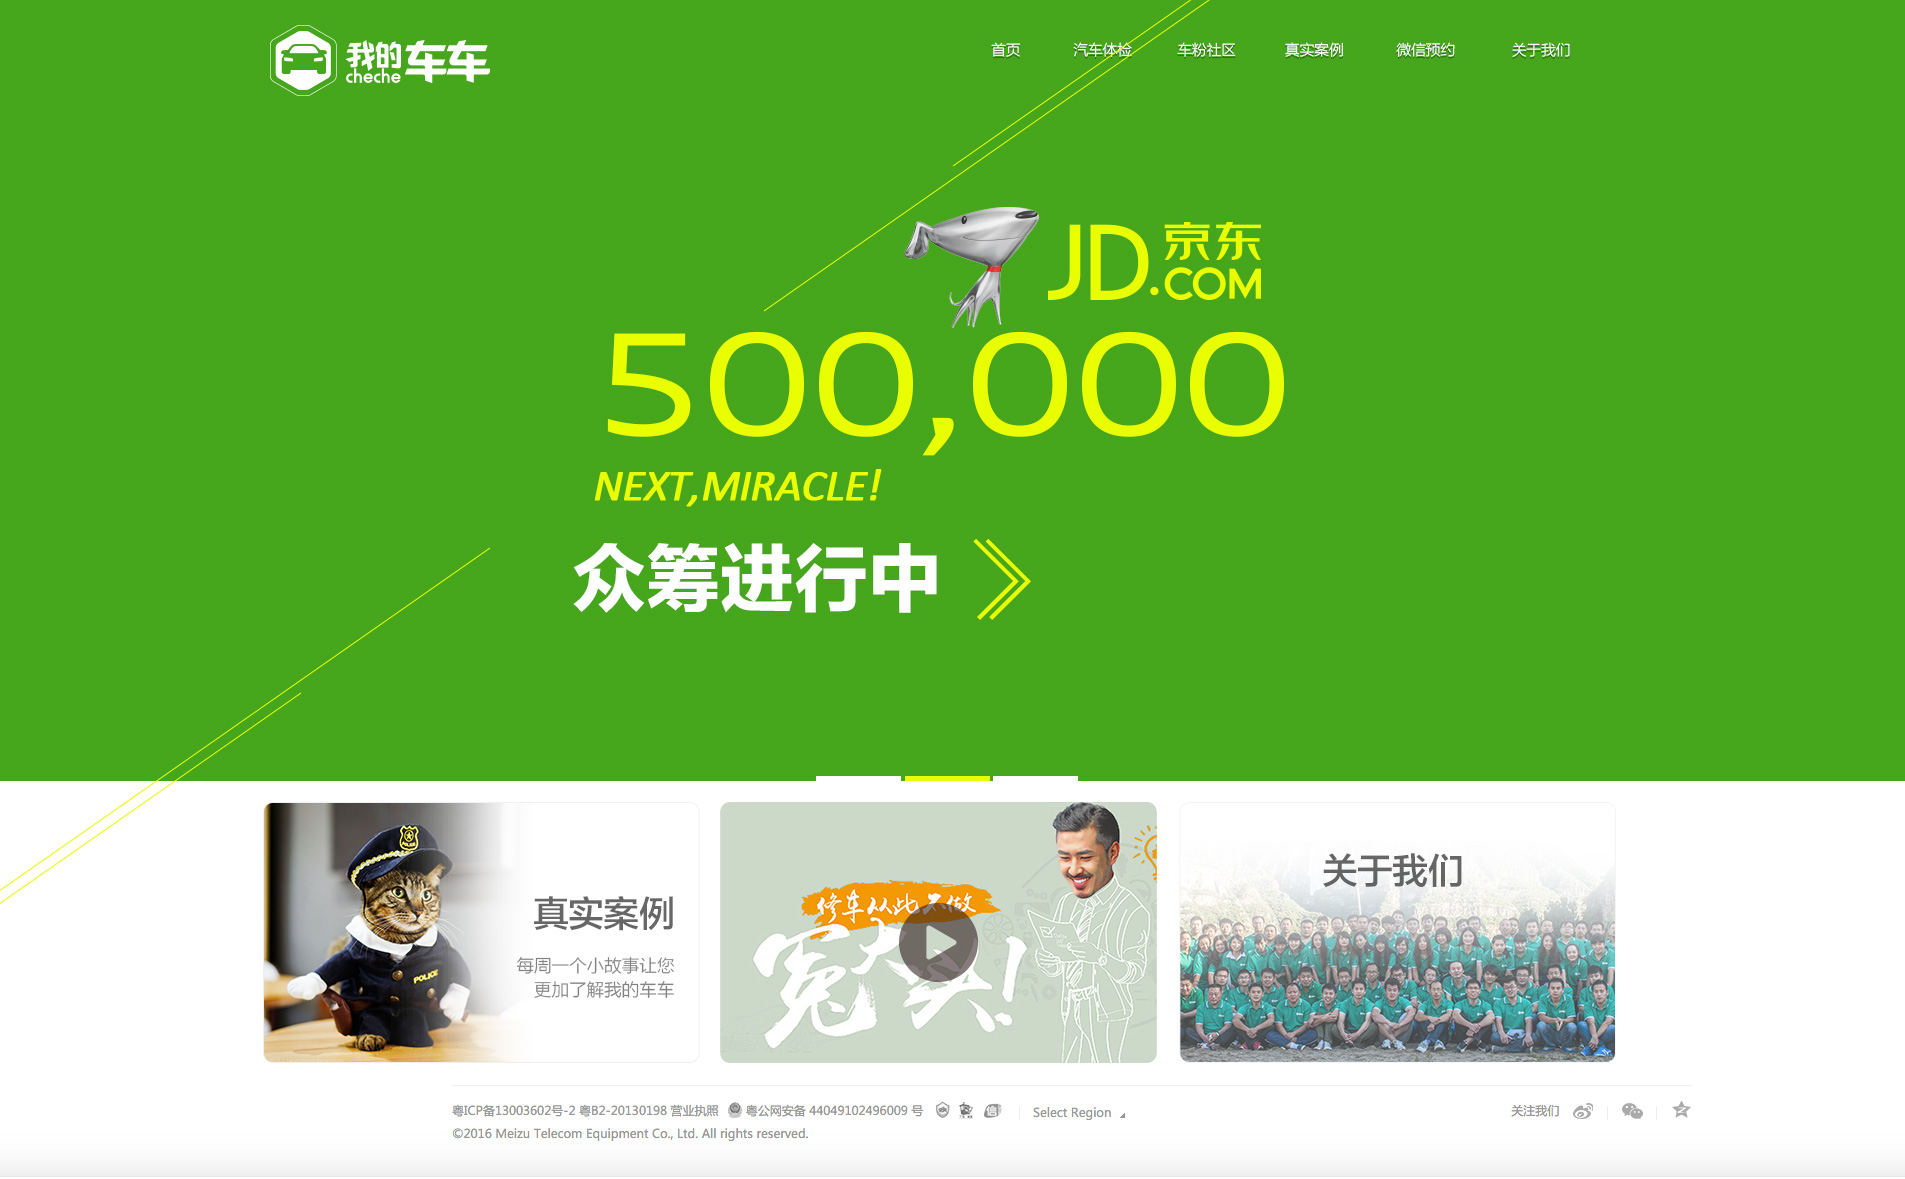 我的车车
cheche
首页 汽车体检 车粉社区 真实案例 微信预约 关于我们
JD.京东
COM
500,000
NEXT,MIRACLE!
众筹进行中
真实案例
每周一个小故事让您
更加了解我的车车
POLICE
修车从此不做
冤大头!
关于我们
粤ICP备13003602号-2 粤B2-20130198 营业执照 粤公网安备 44049102496009 号 Select Region
关注我们
©2016 Meizu Telecom Equipment Co., Ltd. All rights reserved.